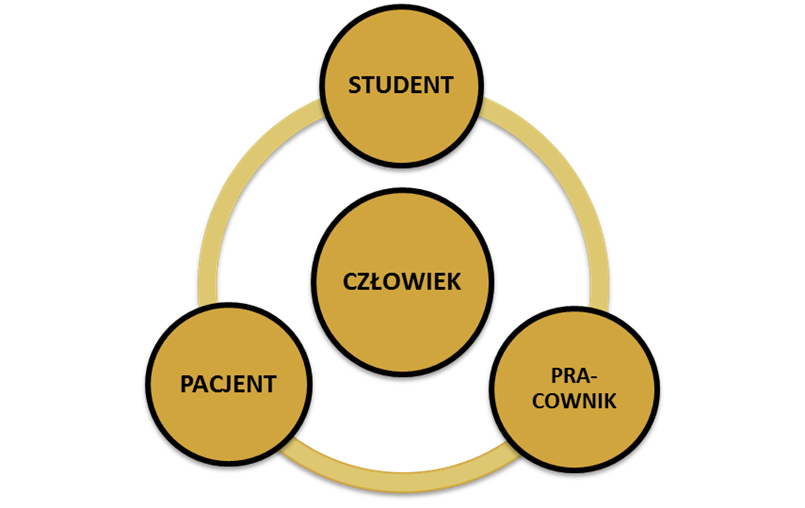 STUDENT
CZŁOWIEK
PACJENT
PRA-
COWNIK